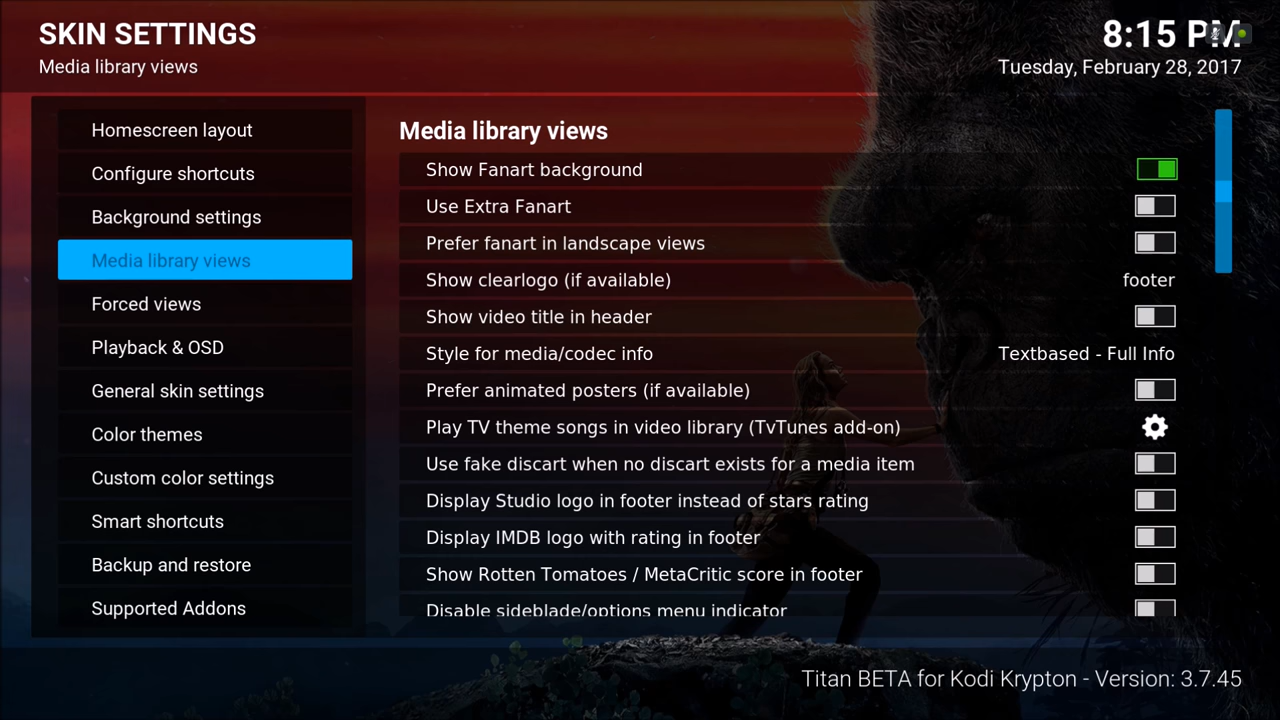 SKIN SETTINGS
Media library views
8:15 PM
Tuesday, February 28, 2017
Homescreen layout
Configure shortcuts
Background settings
Media library views
Forced views
Playback & OSD
General skin settings
Color themes
Custom color settings
Smart shortcuts
Backup and restore
Supported Addons
Media library views
Show Fanart background
Use Extra Fanart
Prefer fanart in landscape views
Show clearlogo (if available) footer
Show video title in header
Style for media/codec info Textbased - Full Info
Prefer animated posters (if available)
Play TV theme songs in video library (TvTunes add-on)
Use fake discart when no discart exists for a media item
Display Studio logo in footer instead of stars rating
Display IMDB logo with rating in footer
Show Rotten Tomatoes / MetaCritic score in footer
Disable sideblade/options menu indicator
Titan BETA for Kodi Krypton - Version: 3.7.45